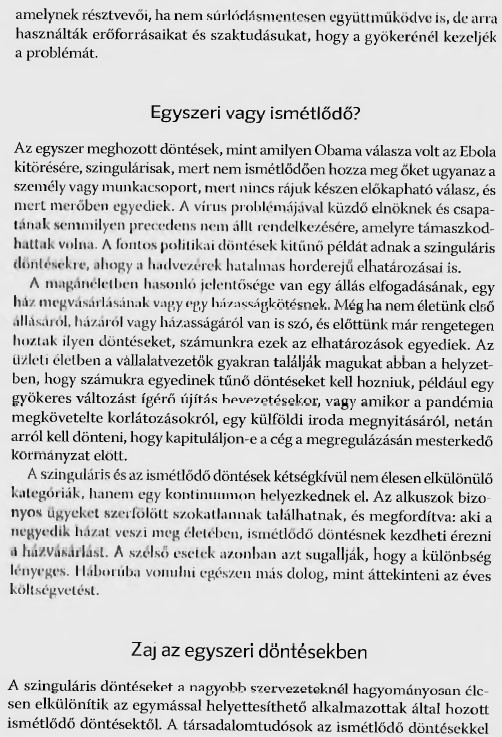 amelynek résztvevői, ha nem súrlódásmentesen együttműködve is, de arra
használták erőforrásaikat és szaktudásukat, hogy a gyökerénél kezeljék
a problémát.
Egyszeri vagy ismétlődő?
Az egyszer meghozott döntések, mint amilyen Obama válasza volt az Ebola
kitörésére, szingulárisak, mert nem ismétlődően hozza meg őket ugyanaz a
személy vagy munkacsoport, mert nincs rájuk készen előkapható válasz, és
mert merőben egyediek. A vírus problémájával küzdő elnöknek és csapa-
tának semmilyen precedens nem állt rendelkezésére, amelyre támaszkod-
hattak volna. A fontos politikai döntések kitűnő példát adnak a szinguláris
döntésekre, ahogy a hadvezérek hatalmas horderejű elhatározásai is.
A magánéletben hasonló jelentősége van egy állás elfogadásának, egy
ház megvásárlásának vagy egy házasságkötésnek. Még ha nem életünk első
állásáról, házáról vagy házasságáról van is szó, és előttünk már rengetegen
hoztak ilyen döntéseket, számunkra ezek az elhatározások egyediek. Az
üzleti életben a vállalatvezetők gyakran találják magukat abban a helyzet-
ben, hogy számukra egyedinek tűnő döntéseket kell hozniuk, például egy
gyökeres változást ígérő újítás bevezetésekor, vagy amikor a pandémia
megkövetelte korlátozásokról, egy külföldi iroda megnyitásáról, netán
arról kell dönteni, hogy kapituláljon-e a cég a megregulázásán mesterkedő
kormányzat előtt.
A szinguláris és az ismétlődő döntések kétségkívül nem élesen elkülönülő
kategóriák, hanem egy kontinuumon helyezkednek el. Az alkuszok bizo-
nyos ügyeket szerfölött szokatlannak találhatnak, és megfordítva: aki a
negyedik házat veszi meg életében, ismétlődő döntésnek kezdheti érezni
a házvásárlást. A szélső esetek azonban azt sugallják, hogy a különbség
lényeges. Háborúba vonulni egészen más dolog, mint áttekinteni az éves
költségvetést.
Zaj az egyszeri döntésekben
A szinguláris döntéseket a nagyobb szervezeteknél hagyományosan éle-
sen elkülönítik az egymással helyettesíthető alkalmazottak által hozott
ismétlődő döntésektől. A társadalomtudósok az ismétlődő döntésekkel